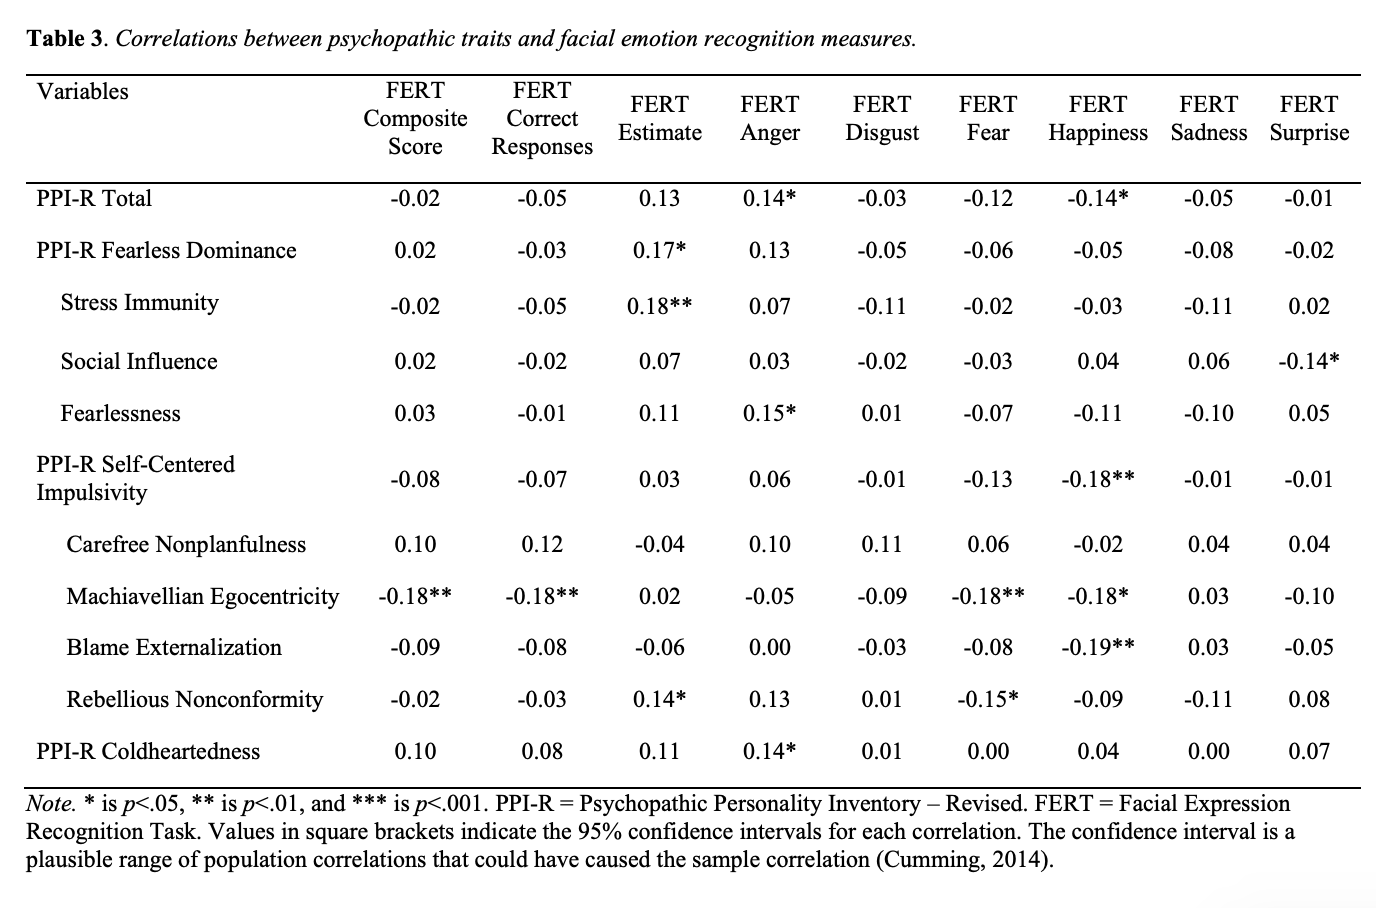 Table 3. Correlations between psychopathic traits and facial emotion recognition measures.
Variables FERT Composite Score FERT Correct Responses FERT Estimate FERT Anger FERT Disgust FERT Fear FERT Happiness FERT Sadness FERT Surprise
PPI-R Total -0.02 -0.05 0.13 0.14* -0.03 -0.12 -0.14* -0.05 -0.01
PPI-R Fearless Dominance 0.02 -0.03 0.17* 0.13 -0.05 -0.06 -0.05 -0.08 -0.02
Stress Immunity -0.02 -0.05 0.18** 0.07 -0.11 -0.02 -0.03 -0.11 0.02
Social Influence 0.02 -0.02 0.07 0.03 -0.02 -0.03 0.04 0.06 -0.14*
Fearlessness 0.03 -0.01 0.11 0.15* 0.01 -0.07 -0.11 -0.10 0.05
PPI-R Self-Centered Impulsivity -0.08 -0.07 0.03 0.06 -0.01 -0.13 -0.18** -0.01 -0.01
Carefree Nonplanfulness 0.10 0.12 -0.04 0.10 0.11 0.06 -0.02 0.04 0.04
Machiavellian Egocentricity -0.18** -0.18** 0.02 -0.05 -0.09 -0.18** -0.18* 0.03 -0.10
Blame Externalization -0.09 -0.08 -0.06 0.00 -0.03 -0.08 -0.19** 0.03 -0.05
Rebellious Nonconformity -0.02 -0.03 0.14* 0.13 0.01 -0.15* -0.09 -0.11 0.08
PPI-R Coldheartedness 0.10 0.08 0.11 0.14* 0.01 0.00 0.04 0.00 0.07
Note. * is p<.05, ** is p<.01, and *** is p<.001. PPI-R = Psychopathic Personality Inventory – Revised. FERT = Facial Expression
Recognition Task. Values in square brackets indicate the 95% confidence intervals for each correlation. The confidence interval is a
plausible range of population correlations that could have caused the sample correlation (Cumming, 2014).